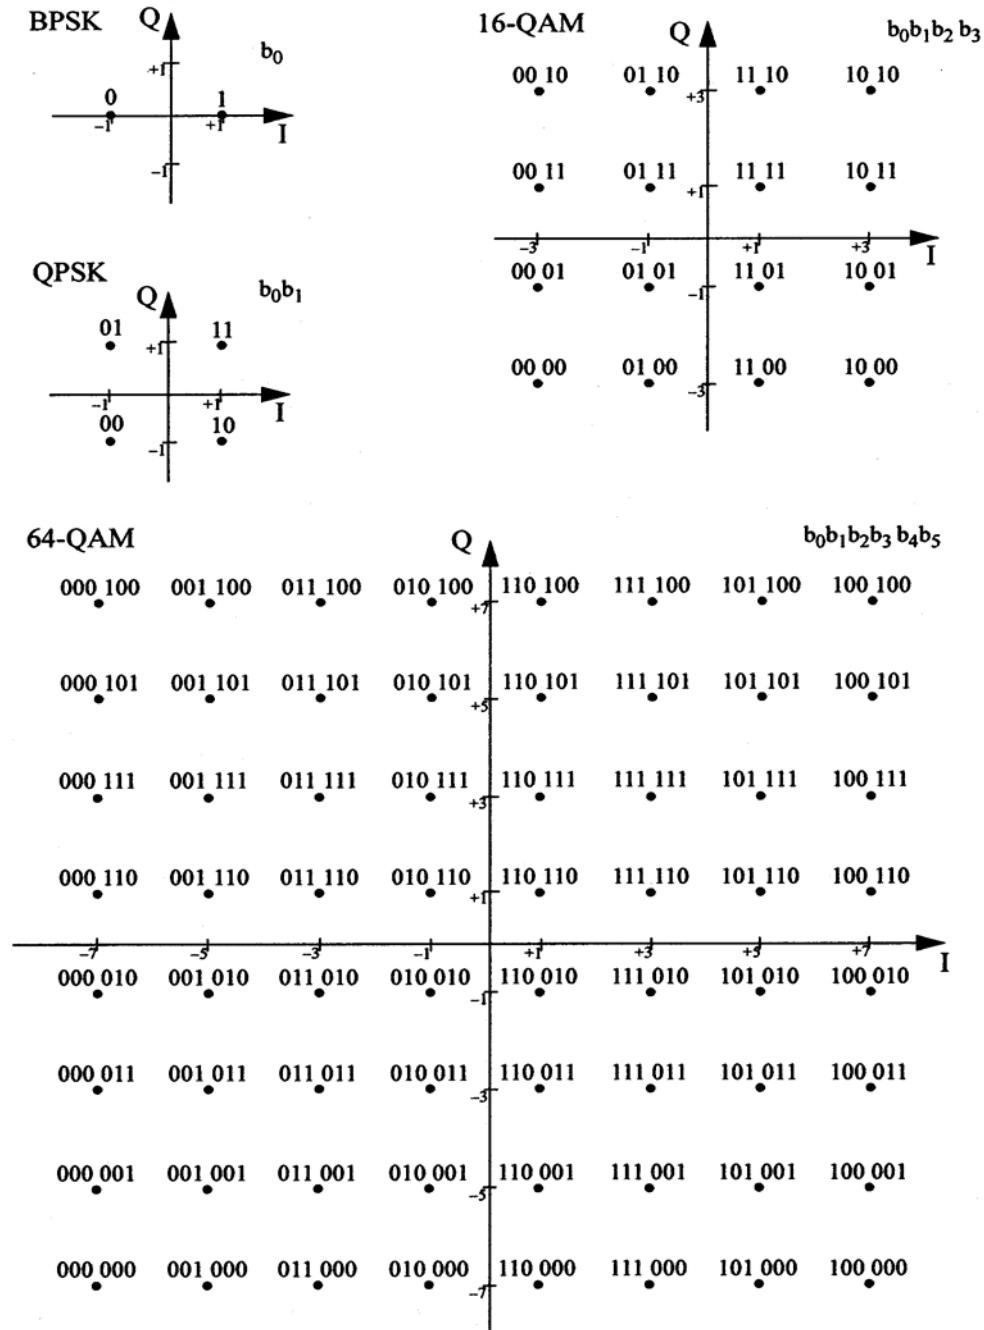 BPSK
Q
b0
+1
0 1
−1 +1
I
−1
QPSK
Q
b0b1
01 11
+1
−1 +1
I
00 10
−1
16-QAM
Q
b0b1b2 b3
00 10 01 10 11 10 10 10
+3
00 11 01 11 11 11 10 11
+1
−3 −1 +1 +3
I
00 01 01 01 11 01 10 01
−1
00 00 01 00 11 00 10 00
−3
64-QAM
Q
b0b1b2b3 b4b5
000 100 001 100 011 100 010 100 110 100 111 100 101 100 100 100
+7
000 101 001 101 011 101 010 101 110 101 111 101 101 101 100 101
+5
000 111 001 111 011 111 010 111 110 111 111 111 101 111 100 111
+3
000 110 001 110 011 110 010 110 110 110 111 110 101 110 100 110
+1
−7 −5 −3 −1 +1 +3 +5 +7
I
000 010 001 010 011 010 010 010 110 010 111 010 101 010 100 010
−1
000 011 001 011 011 011 010 011 110 011 111 011 101 011 100 011
−3
000 001 001 001 011 001 010 001 110 001 111 001 101 001 100 001
−5
000 000 001 000 011 000 010 000 110 000 111 000 101 000 100 000
−7